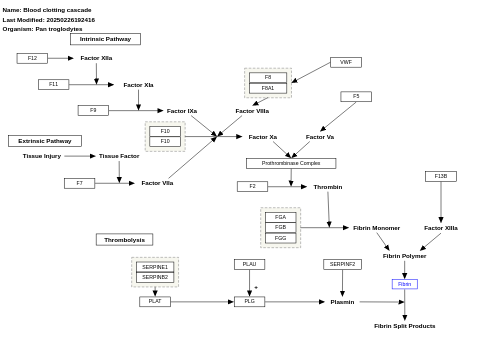 Name: Blood clotting cascade
Last Modified: 20250226192416
Organism: Pan troglodytes
Intrinsic Pathway
F12
Factor XIIa
VWF
F8
F8A1
F11
Factor XIa
F5
F9
Factor IXa
Factor VIIIa
F10
F10
Factor Xa
Factor Va
Extrinsic Pathway
Tissue Injury
Tissue Factor
Prothrombinase Complex
F13B
F7
Factor VIIa
F2
Thrombin
FGA
FGB
FGG
Fibrin Monomer
Factor XIIIa
Thrombolysis
Fibrin Polymer
SERPINE1
SERPINB2
PLAU
SERPINF2
Fibrin
PLAT
PLG
Plasmin
Fibrin Split Products